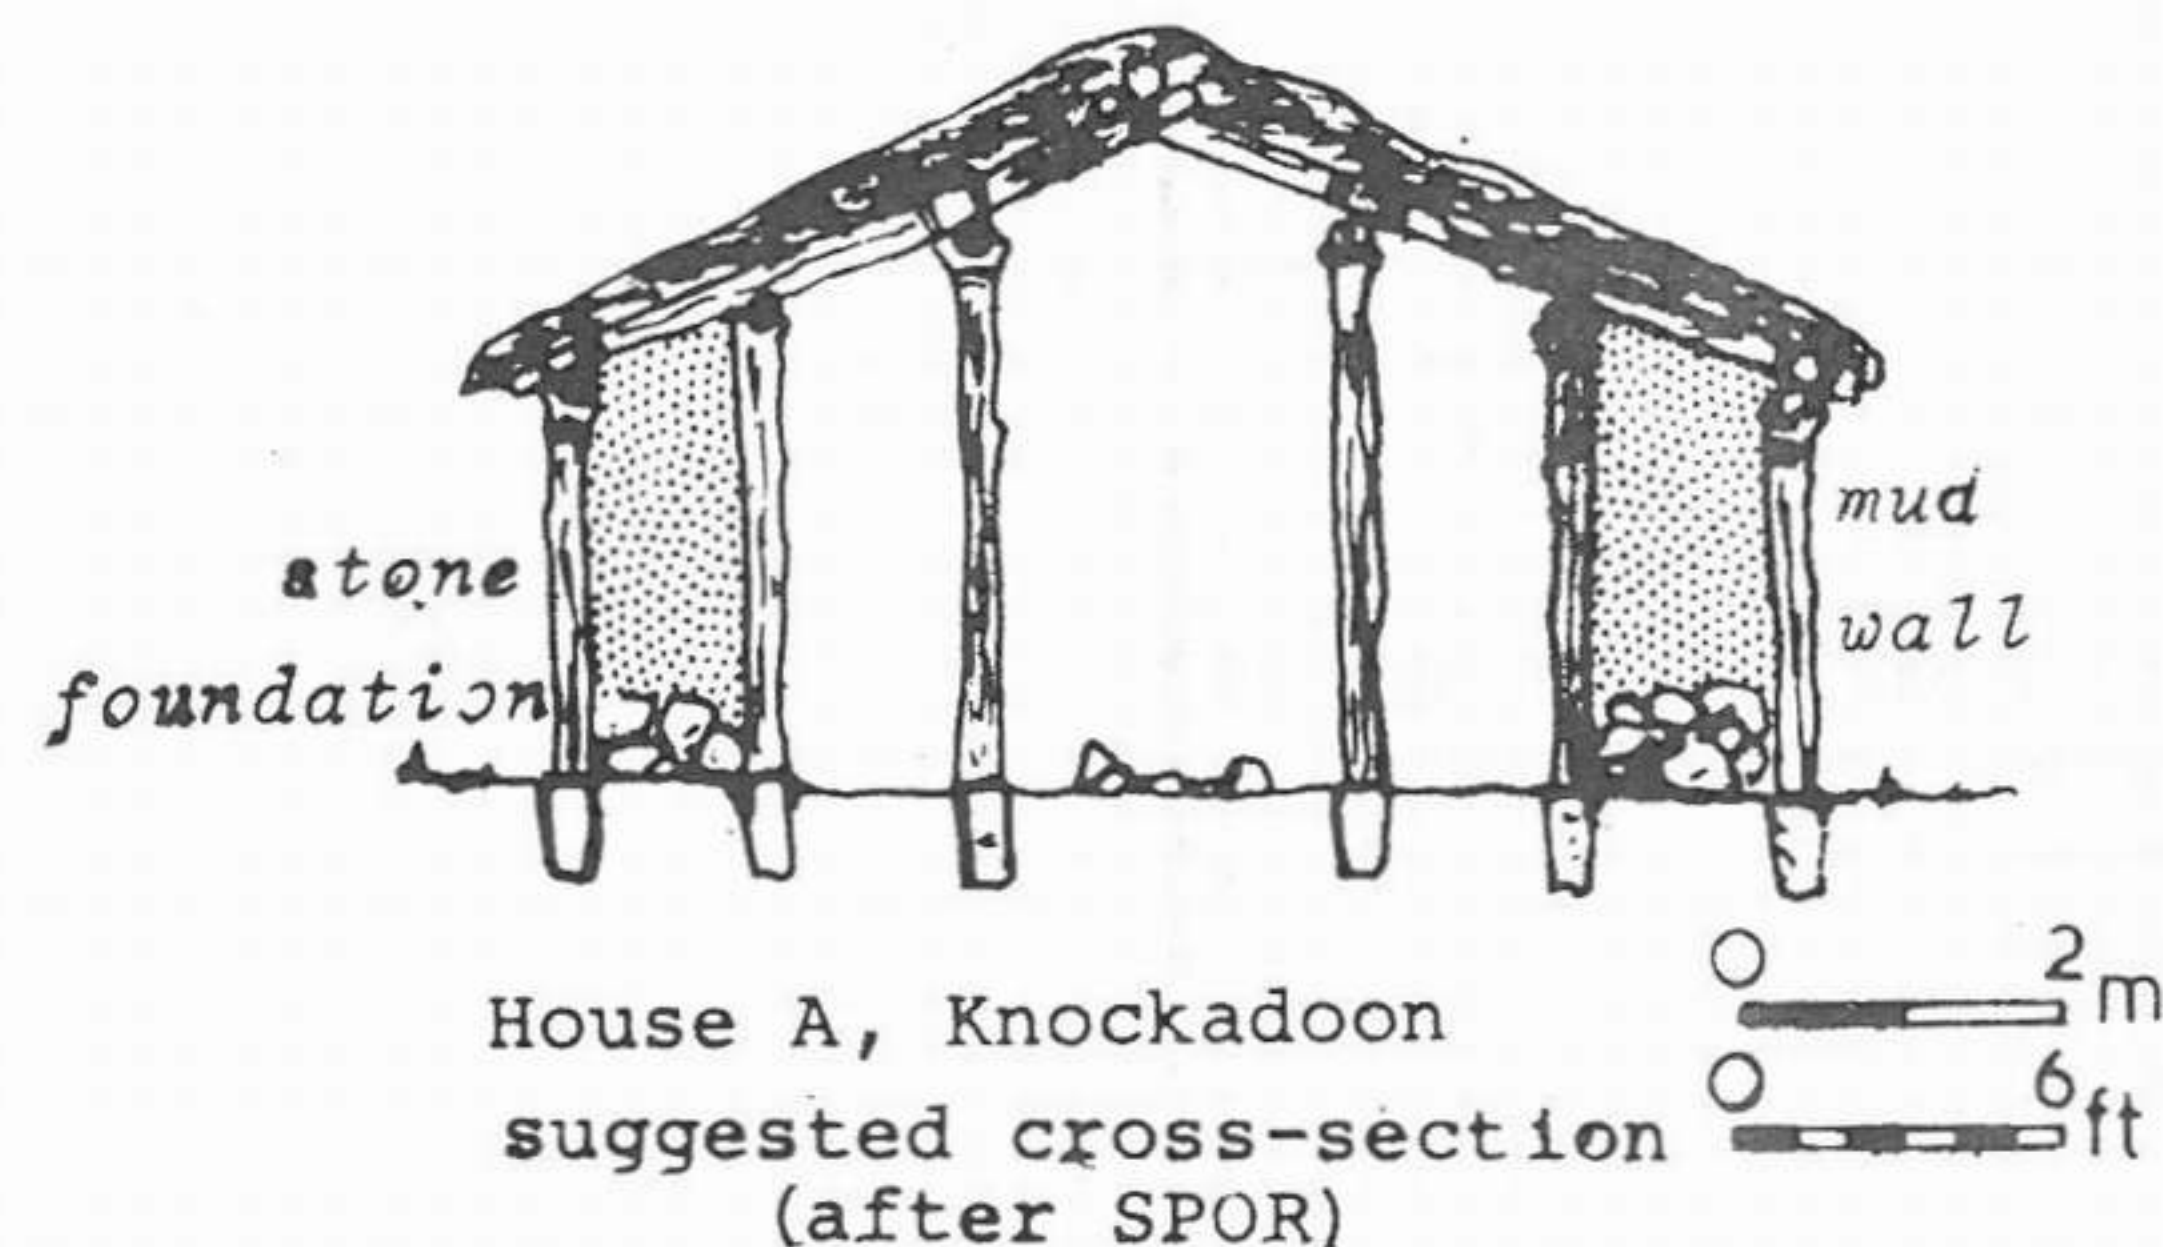 mud
stone
wall
foundation
0 2 m
House A, Knockadoon
0 6 ft
suggested cross-section
(after SPOR)